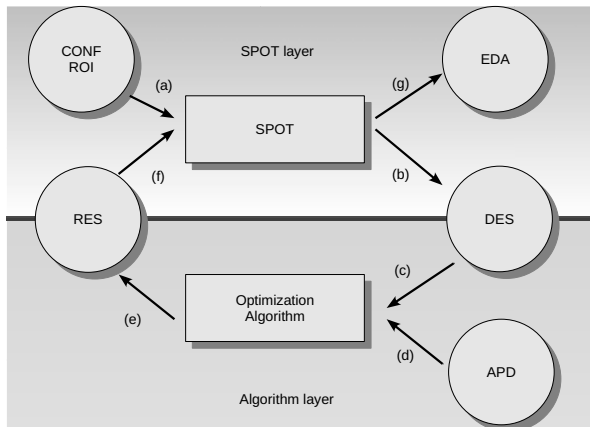 CONF
ROI
SPOT layer
EDA
(a)
(g)
SPOT
(f)
(b)
RES
DES
(c)
Optimization
Algorithm
(e)
(d)
APD
Algorithm layer